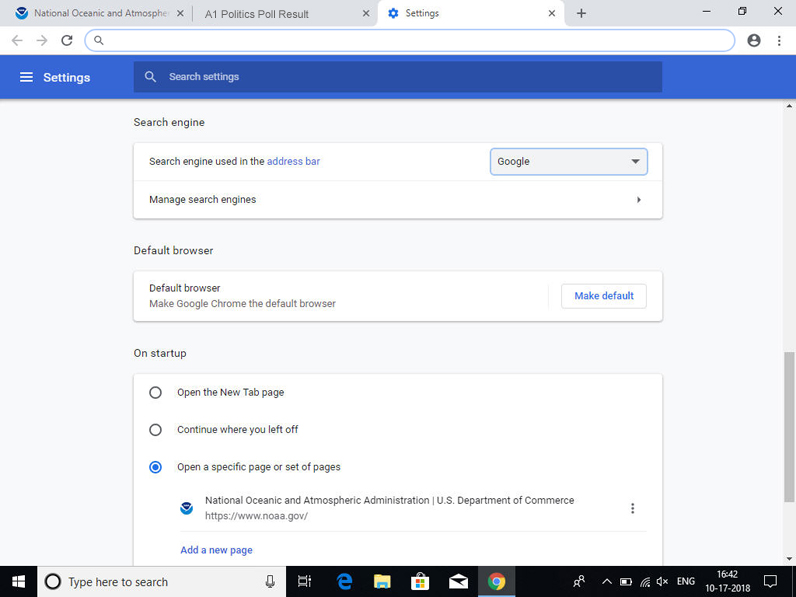 National Oceanic and Atmospher
A1 Politics Poll Result
Settings
Settings
Search settings
Search engine
Search engine used in the address bar
Google
Manage search engines
Default browser
Default browser
Make default
Make Google Chrome the default browser
On startup
Open the New Tab page
Continue where you left off
Open a specific page or set of pages
National Oceanic and Atmospheric Administration | U.S. Department of Commerce
https://www.noaa.gov/
Add a new page
Type here to search
ENG
16:42
10-17-2018